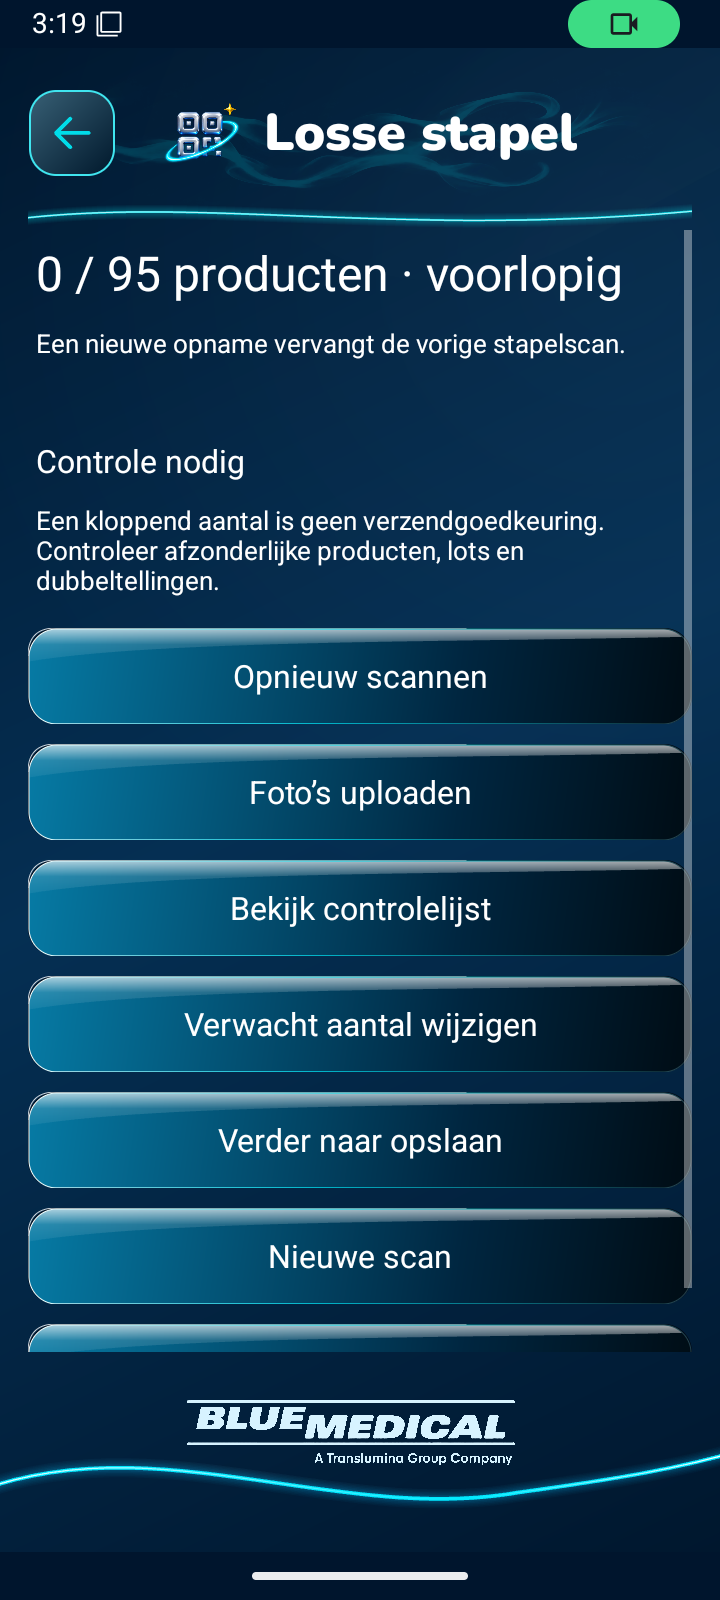 3:19
Losse stapel
0 / 95 producten · voorlopig
Een nieuwe opname vervangt de vorige stapelscan.
Controle nodig
Een kloppend aantal is geen verzendgoedkeuring.
Controleer afzonderlijke producten, lots en
dubbeltellingen.
Opnieuw scannen
Foto’s uploaden
Bekijk controlelijst
Verwacht aantal wijzigen
Verder naar opslaan
Nieuwe scan
BLUEMEDICAL
A Translumina Group Company